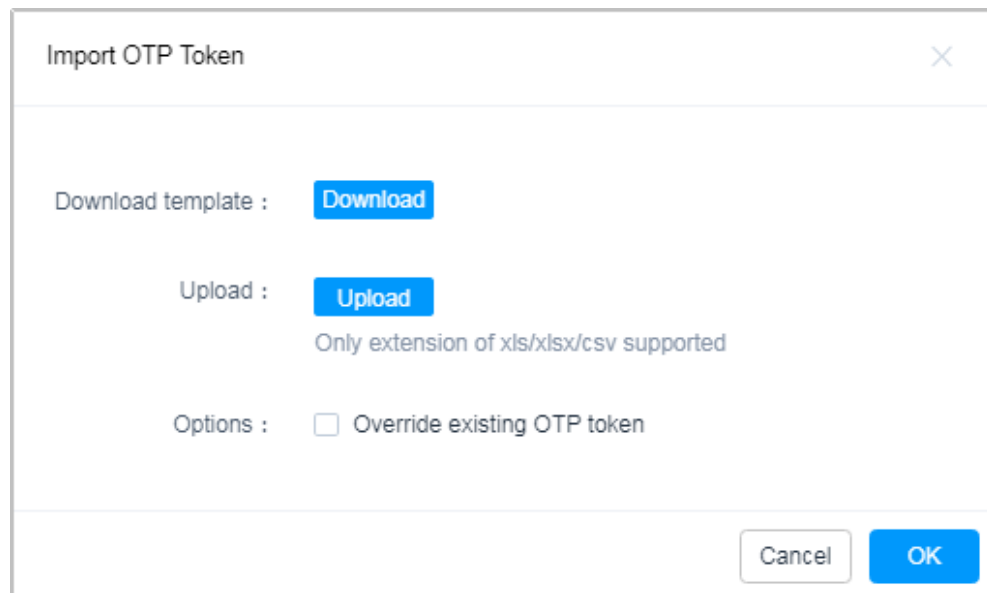 Import OTP Token
Download template : Download
Upload : Upload
Only extension of xls/xlsx/csv supported
Options : Override existing OTP token
Cancel OK